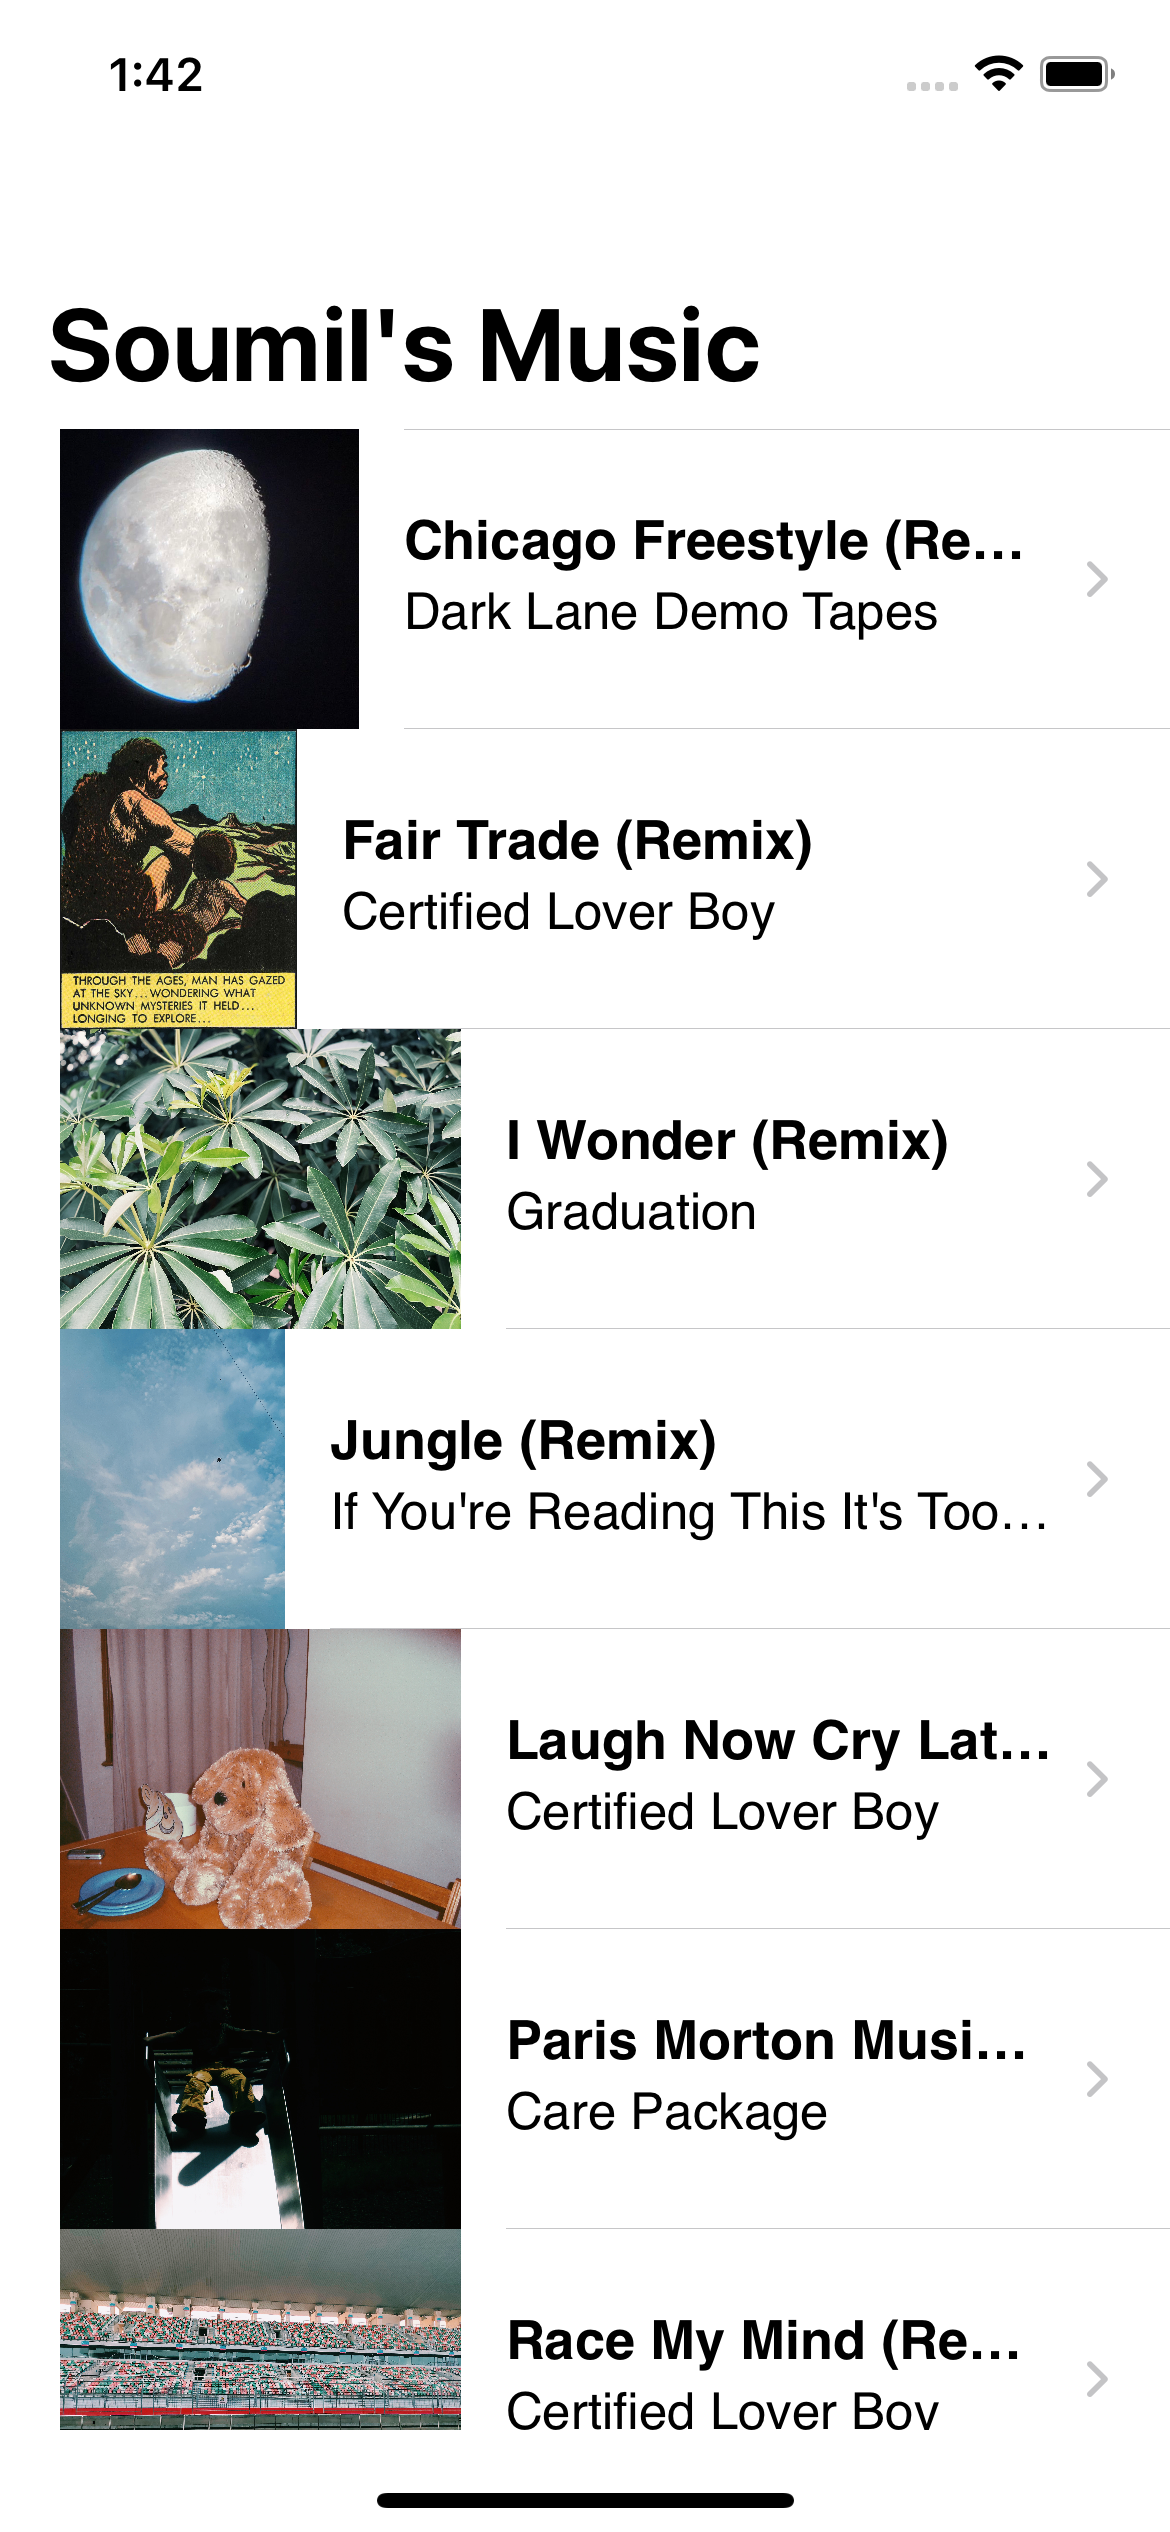 1:42
Soumil's Music
Chicago Freestyle (Re...
Dark Lane Demo Tapes
Fair Trade (Remix)
Certified Lover Boy
THROUGH THE AGES, MAN HAS GAZED
AT THE SKY...WONDERING WHAT
UNKNOWN MYSTERIES IT HELD...
LONGING TO EXPLORE...
I Wonder (Remix)
Graduation
Jungle (Remix)
If You're Reading This It's Too...
Laugh Now Cry Lat...
Certified Lover Boy
Paris Morton Musi...
Care Package
Race My Mind (Re...
Certified Lover Boy